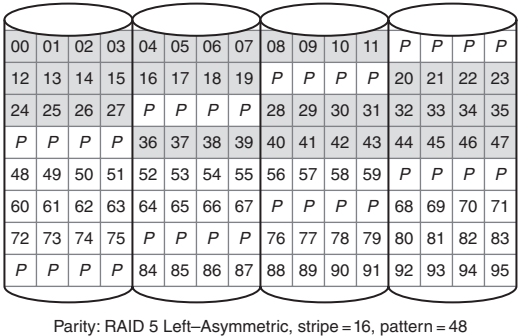 00 01 02 03 04 05 06 07 08 09 10 11 P P P P
12 13 14 15 16 17 18 19 P P P P 20 21 22 23
24 25 26 27 P P P P 28 29 30 31 32 33 34 35
P P P P 36 37 38 39 40 41 42 43 44 45 46 47
48 49 50 51 52 53 54 55 56 57 58 59 P P P P
60 61 62 63 64 65 66 67 P P P P 68 69 70 71
72 73 74 75 P P P P 76 77 78 79 80 81 82 83
P P P P 84 85 86 87 88 89 90 91 92 93 94 95
Parity: RAID 5 Left–Asymmetric, stripe = 16, pattern = 48